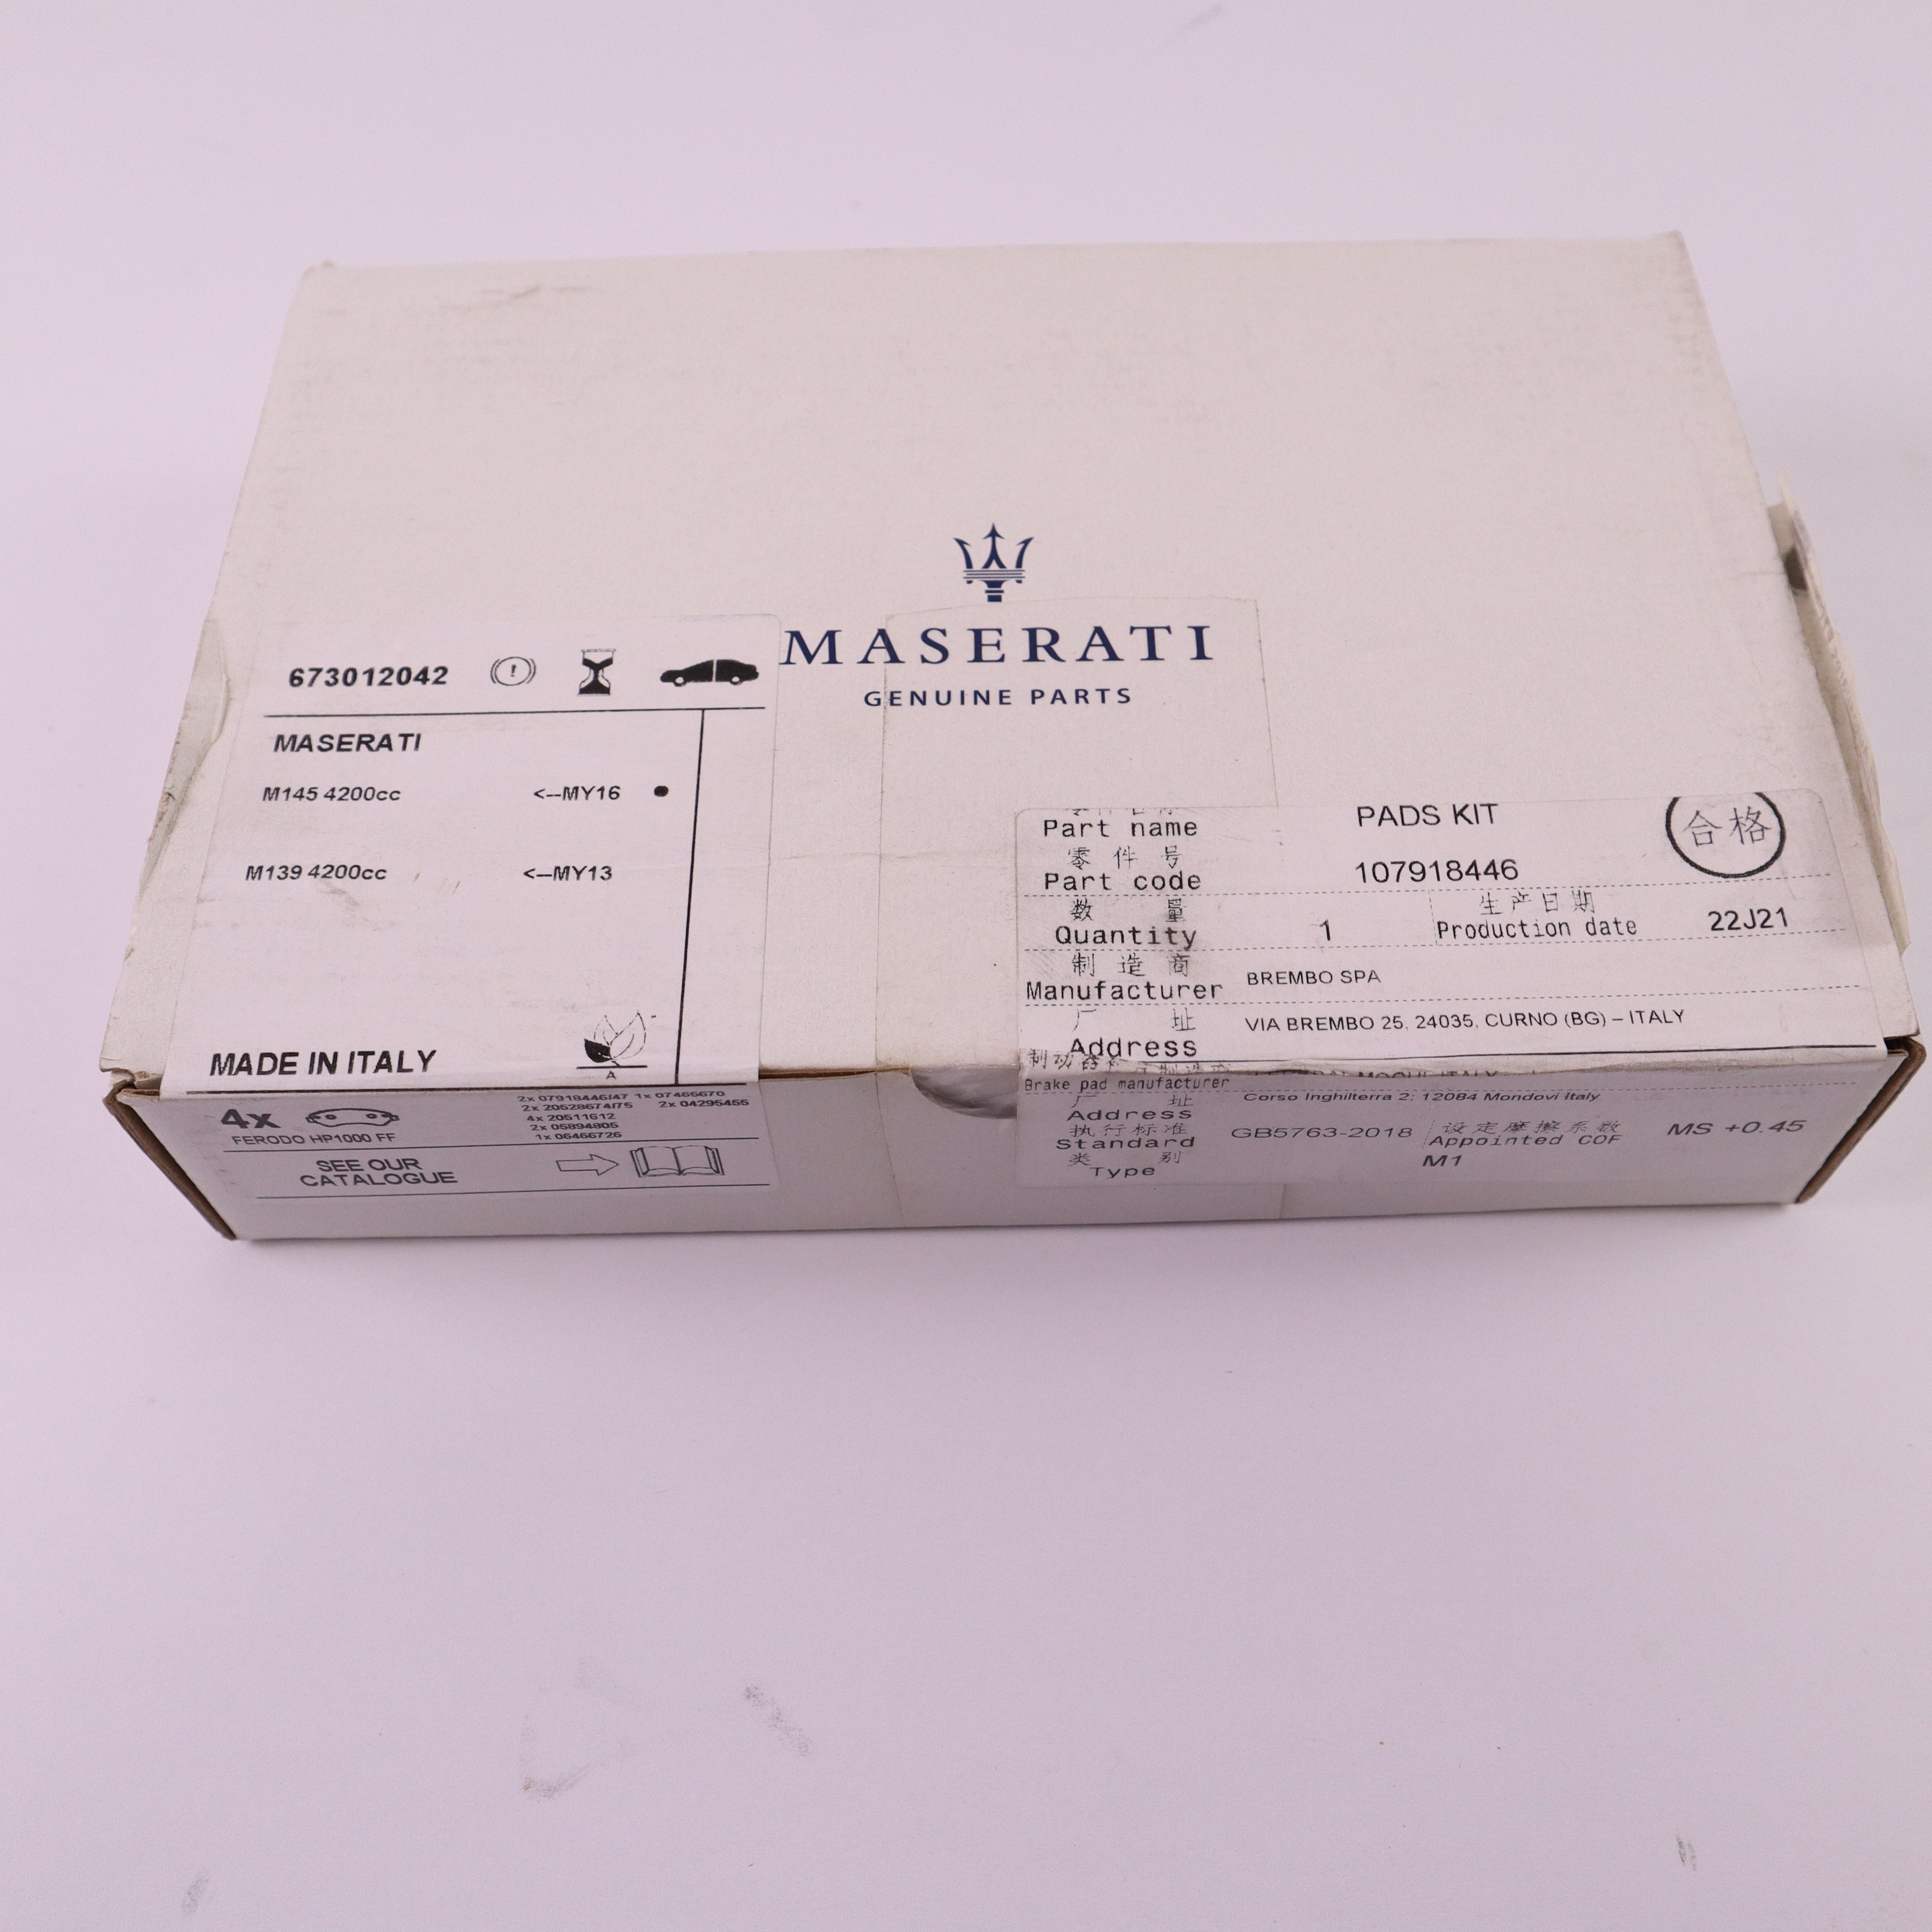 MASERATI
GENUINE PARTS
673012042
MASERATI
M145 4200cc <--MY16 •
M139 4200cc <--MY13
MADE IN ITALY
A
4x
FERODO HP1000 FF
2x 07918446/47 1x 07465670
2x 20528674/75 2x 04295455
4x 20511612
2x 05894805
1x 06466726
SEE OUR
CATALOGUE
Part name PADS KIT 合格
零件号
Part code 107918446
数量 生产日期
Quantity 1 Production date 22J21
制造商
Manufacturer BREMBO SPA
厂址
Address VIA BREMBO 25, 24035, CURNO (BG) – ITALY
Brake pad manufacturer
厂址
Address Corso Inghilterra 2; 12084 Mondovi Italy
执行标准 设定摩擦系数
Standard GB5763-2018 Appointed COF MS +0.45
类别
Type M1